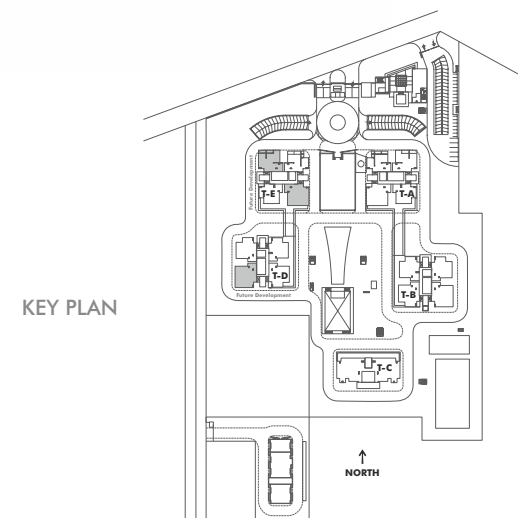 T-E
T-A
Future Development
T-D
T-B
Future Development
KEY PLAN
T-C
NORTH